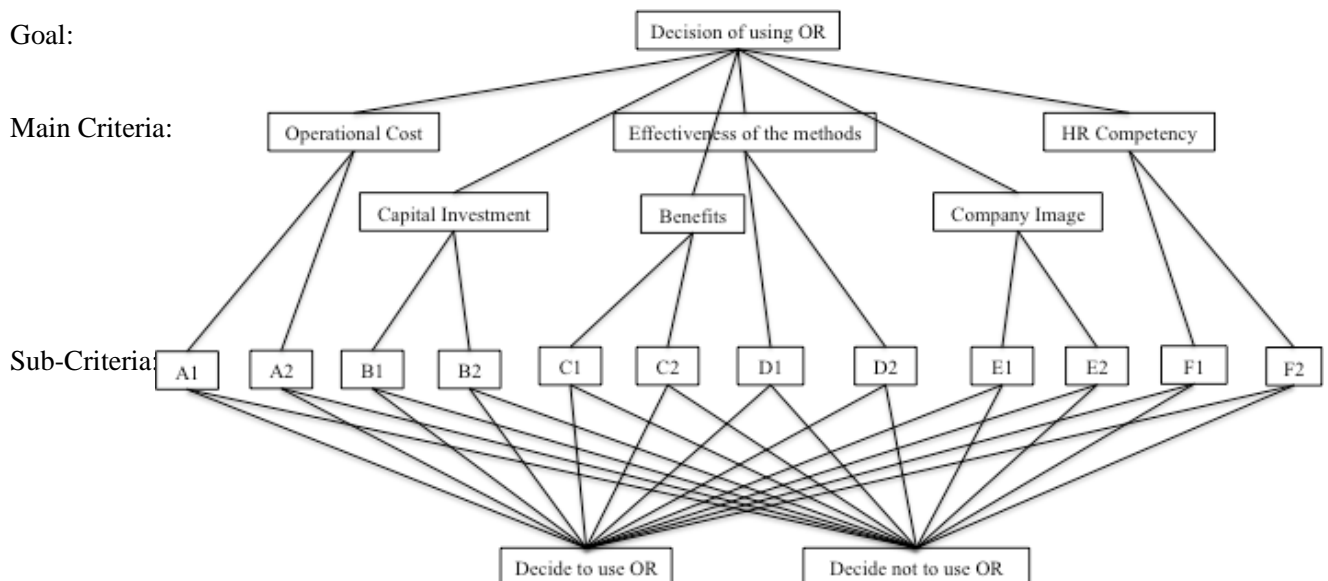 Goal:
Decision of using OR
Main Criteria:
Operational Cost
Effectiveness of the methods
HR Competency
Capital Investment
Benefits
Company Image
Sub-Criteria:
A1
A2
B1
B2
C1
C2
D1
D2
E1
E2
F1
F2
Decide to use OR
Decide not to use OR